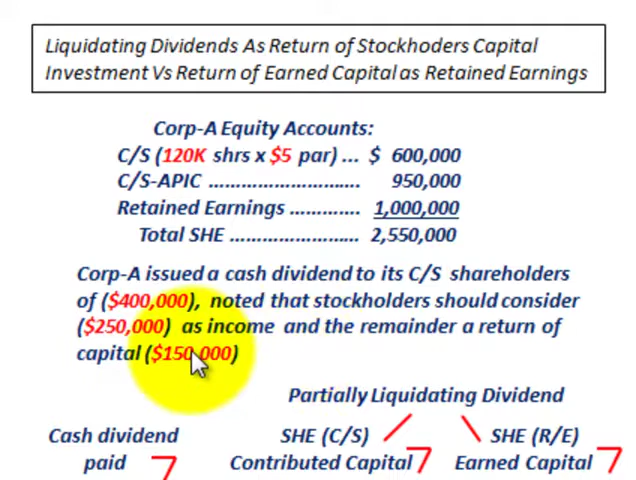 Liquidating Dividends As Return of Stockhoders Capital
Investment Vs Return of Earned Capital as Retained Earnings
Corp-A Equity Accounts:
C/S (120K shrs x $5 par) ... $ 600,000
C/S-APIC .................................. 950,000
Retained Earnings ............. 1,000,000
Total SHE ....................... 2,550,000
Corp-A issued a cash dividend to its C/S shareholders
of ($400,000), noted that stockholders should consider
($250,000) as income and the remainder a return of
capital ($150,000)
Partially Liquidating Dividend
Cash dividend
paid
SHE (C/S)
Contributed Capital
SHE (R/E)
Earned Capital